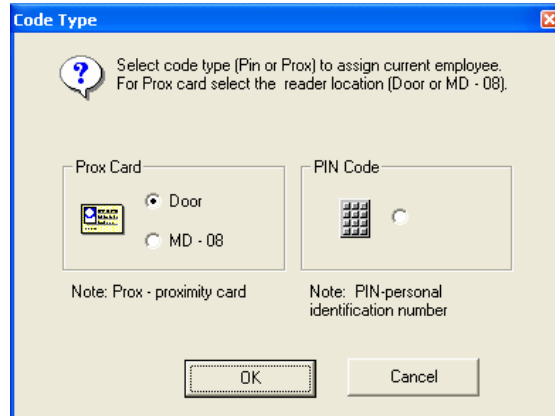 Code Type
Select code type (Pin or Prox) to assign current employee.
For Prox card select the reader location (Door or MD - 08).
Prox Card
Door
MD - 08
PIN Code
Note: Prox - proximity card
Note: PIN-personal
identification number
OK
Cancel